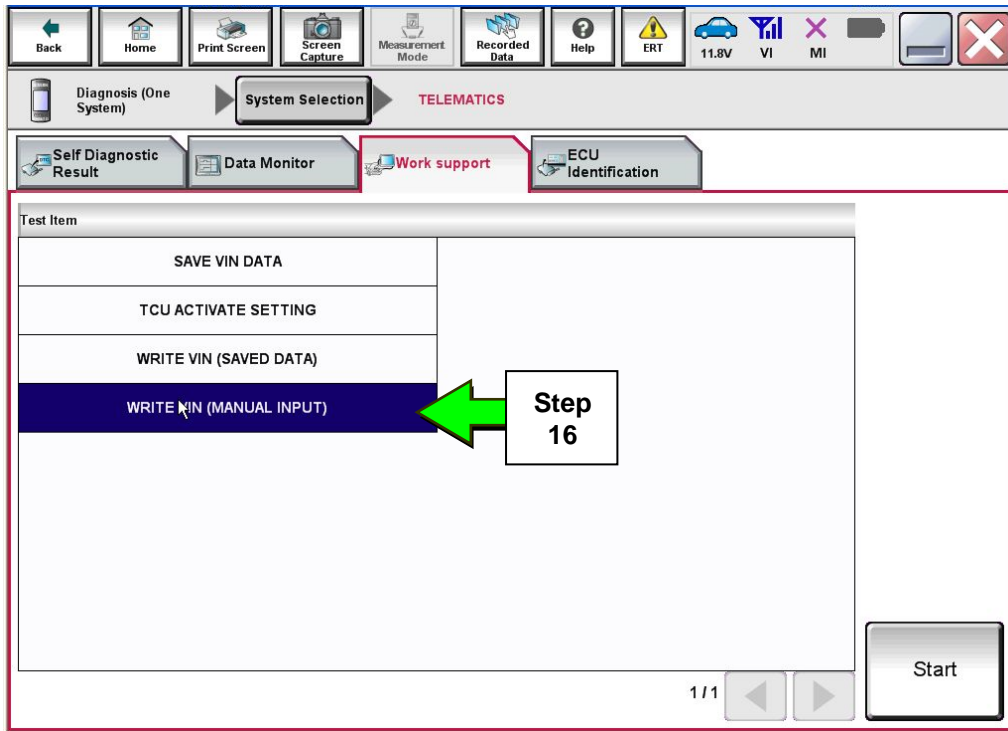 Back
Home
Print Screen
Screen
Capture
Measurement
Mode
Recorded
Data
Help
ERT
11.8V
VI
MI
Diagnosis (One
System)
System Selection
TELEMATICS
Self Diagnostic
Result
Data Monitor
Work support
ECU
Identification
Test Item
SAVE VIN DATA
TCU ACTIVATE SETTING
WRITE VIN (SAVED DATA)
WRITE VIN (MANUAL INPUT)
Step
16
1/1
Start